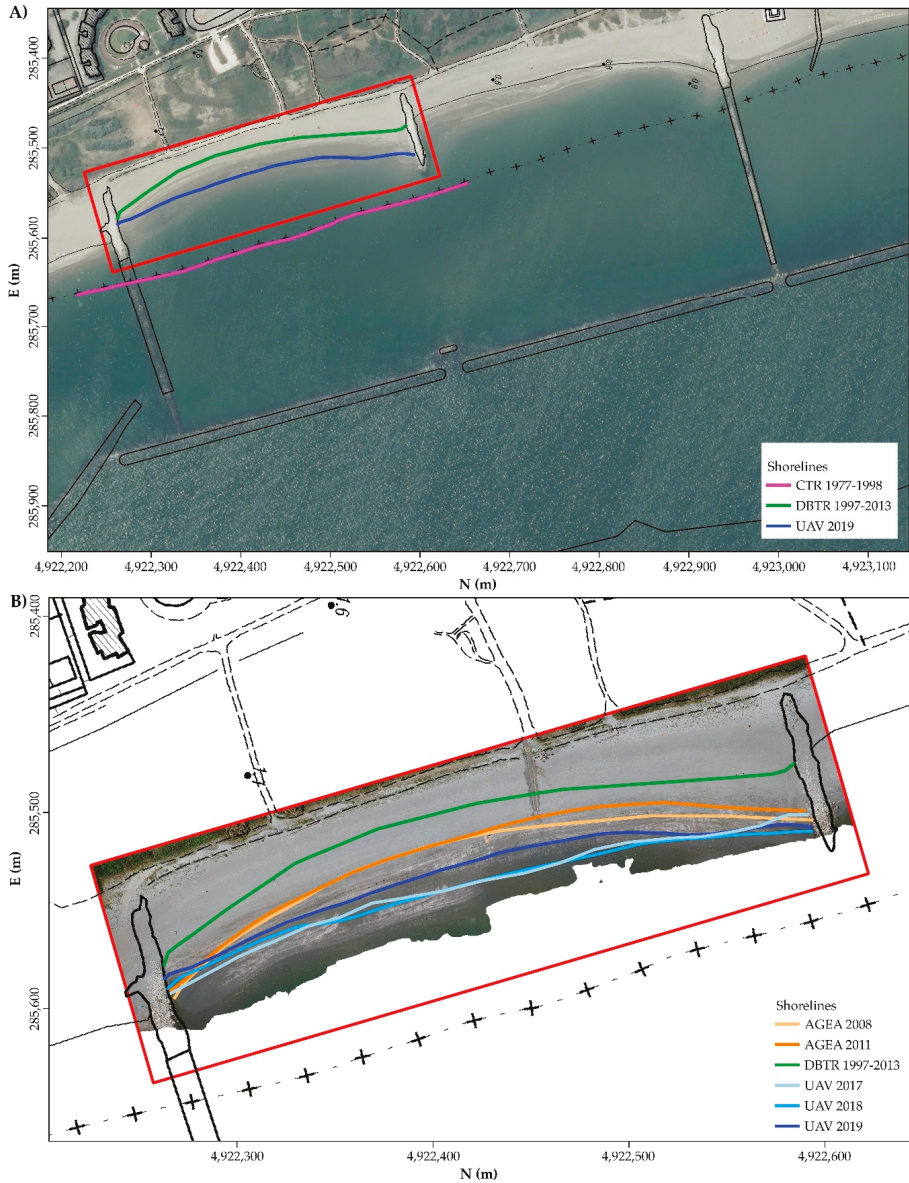 A)
285,400
285,500
285,600
285,700
285,800
285,900
E (m)
Shorelines
CTR 1977-1998
DBTR 1997-2013
UAV 2019
4,922,200
4,922,300
4,922,400
4,922,500
4,922,600
4,922,700
4,922,800
4,922,900
4,923,000
4,923,100
N (m)
B)
1.6
1.7
285,400
285,500
285,600
E (m)
Shorelines
AGEA 2008
AGEA 2011
DBTR 1997-2013
UAV 2017
UAV 2018
UAV 2019
4,922,300
4,922,400
4,922,500
4,922,600
N (m)